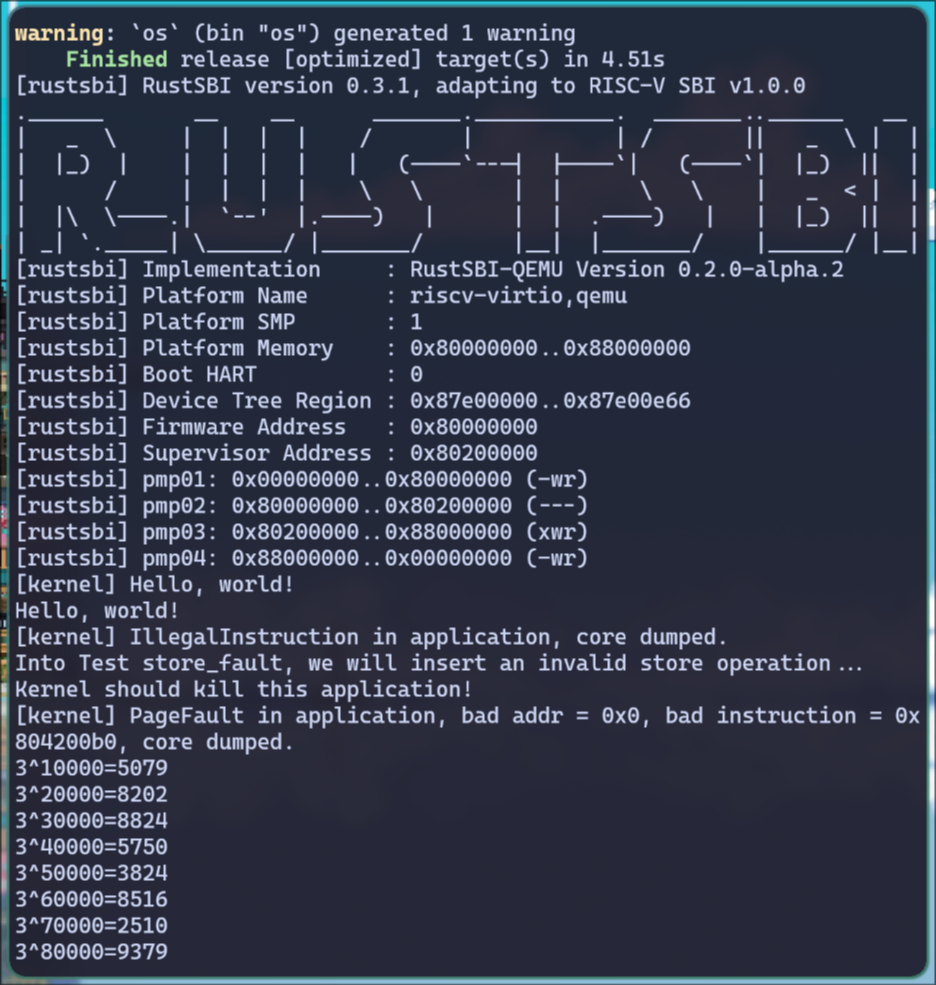 warning: `os` (bin "os") generated 1 warning
    Finished release [optimized] target(s) in 4.51s
[rustsbi] RustSBI version 0.3.1, adapting to RISC-V SBI v1.0.0
RUSTSBI
[rustsbi] Implementation     : RustSBI-QEMU Version 0.2.0-alpha.2
[rustsbi] Platform Name      : riscv-virtio,qemu
[rustsbi] Platform SMP       : 1
[rustsbi] Platform Memory    : 0x80000000..0x88000000
[rustsbi] Boot HART          : 0
[rustsbi] Device Tree Region : 0x87e00000..0x87e00e66
[rustsbi] Firmware Address   : 0x80000000
[rustsbi] Supervisor Address : 0x80200000
[rustsbi] pmp01: 0x00000000..0x80000000 (-wr)
[rustsbi] pmp02: 0x80000000..0x80200000 (---)
[rustsbi] pmp03: 0x80200000..0x88000000 (xwr)
[rustsbi] pmp04: 0x88000000..0x00000000 (-wr)
[kernel] Hello, world!
Hello, world!
[kernel] IllegalInstruction in application, core dumped.
Into Test store_fault, we will insert an invalid store operation...
Kernel should kill this application!
[kernel] PageFault in application, bad addr = 0x0, bad instruction = 0x
804200b0, core dumped.
3^10000=5079
3^20000=8202
3^30000=8824
3^40000=5750
3^50000=3824
3^60000=8516
3^70000=2510
3^80000=9379